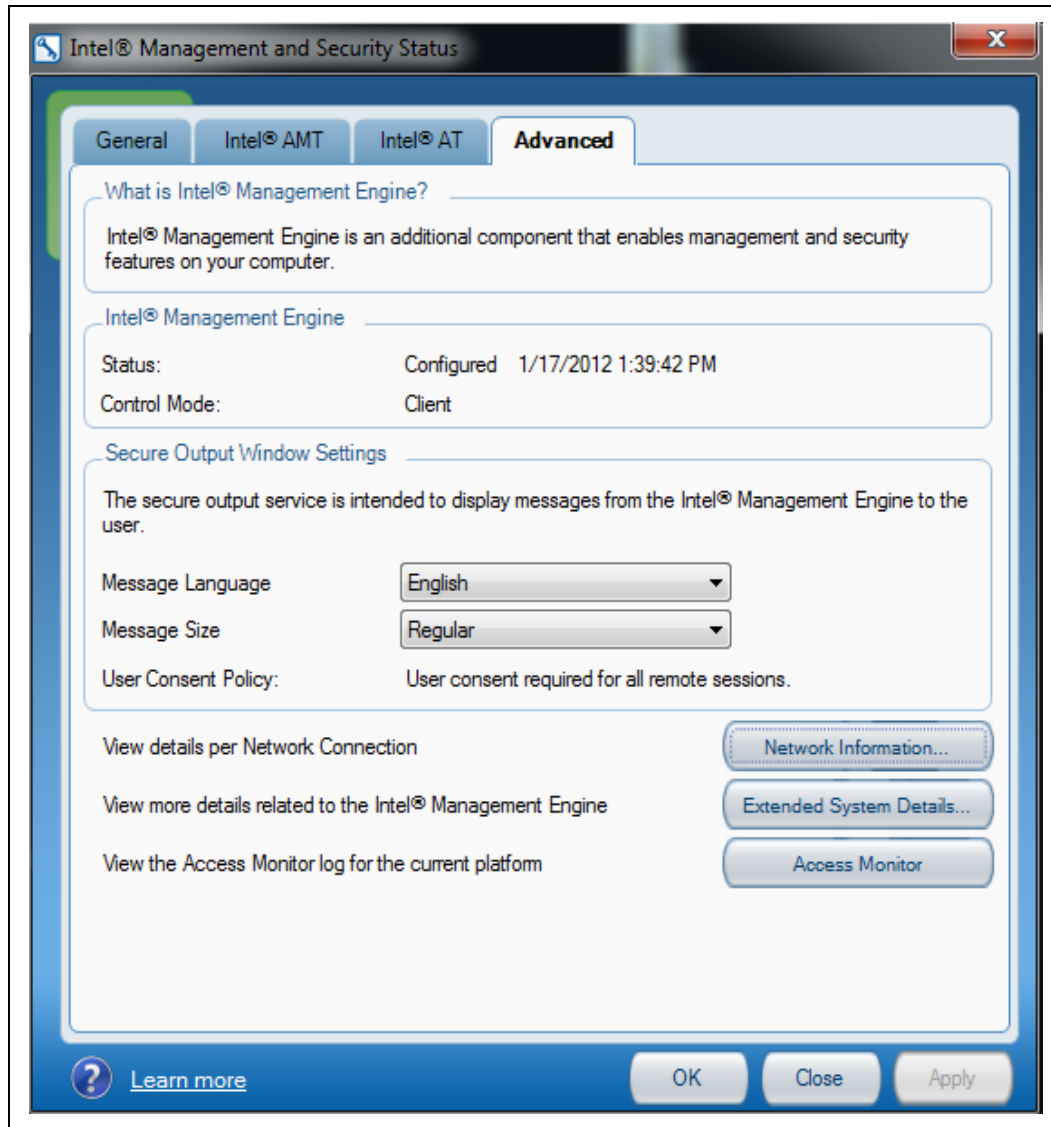 Intel® Management and Security Status
General
Intel® AMT
Intel® AT
Advanced
What is Intel® Management Engine?
Intel® Management Engine is an additional component that enables management and security
features on your computer.
Intel® Management Engine
Status: Configured 1/17/2012 1:39:42 PM
Control Mode: Client
Secure Output Window Settings
The secure output service is intended to display messages from the Intel® Management Engine to the
user.
Message Language English
Message Size Regular
User Consent Policy: User consent required for all remote sessions.
View details per Network Connection Network Information...
View more details related to the Intel® Management Engine Extended System Details...
View the Access Monitor log for the current platform Access Monitor
? Learn more
OK
Close
Apply